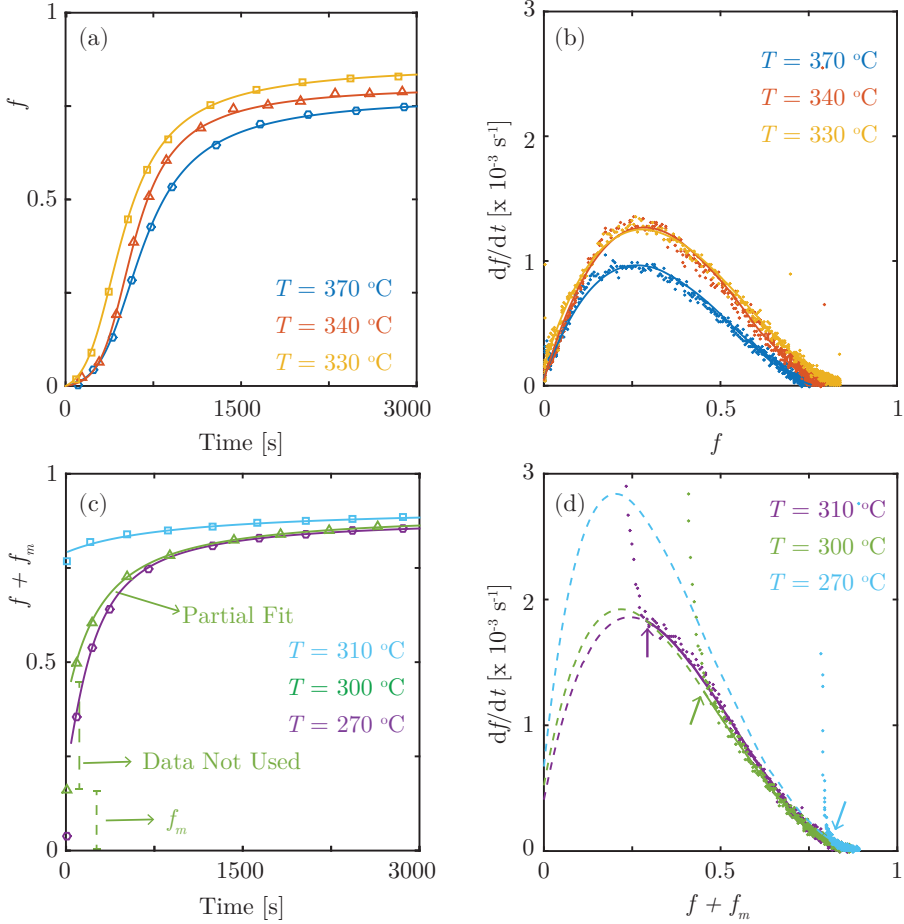 (a)
1
0.5
0
f
T = 370 °C
T = 340 °C
T = 330 °C
0
1500
3000
Time [s]
(b)
3
2
1
0
df/dt [x 10⁻³ s⁻¹]
T = 370 °C
T = 340 °C
T = 330 °C
0
0.5
1
f
(c)
1
0.5
0
f + fₘ
Partial Fit
T = 310 °C
T = 300 °C
T = 270 °C
Data Not Used
fₘ
0
1500
3000
Time [s]
(d)
3
2
1
0
df/dt [x 10⁻³ s⁻¹]
T = 310 °C
T = 300 °C
T = 270 °C
0
0.5
1
f + fₘ